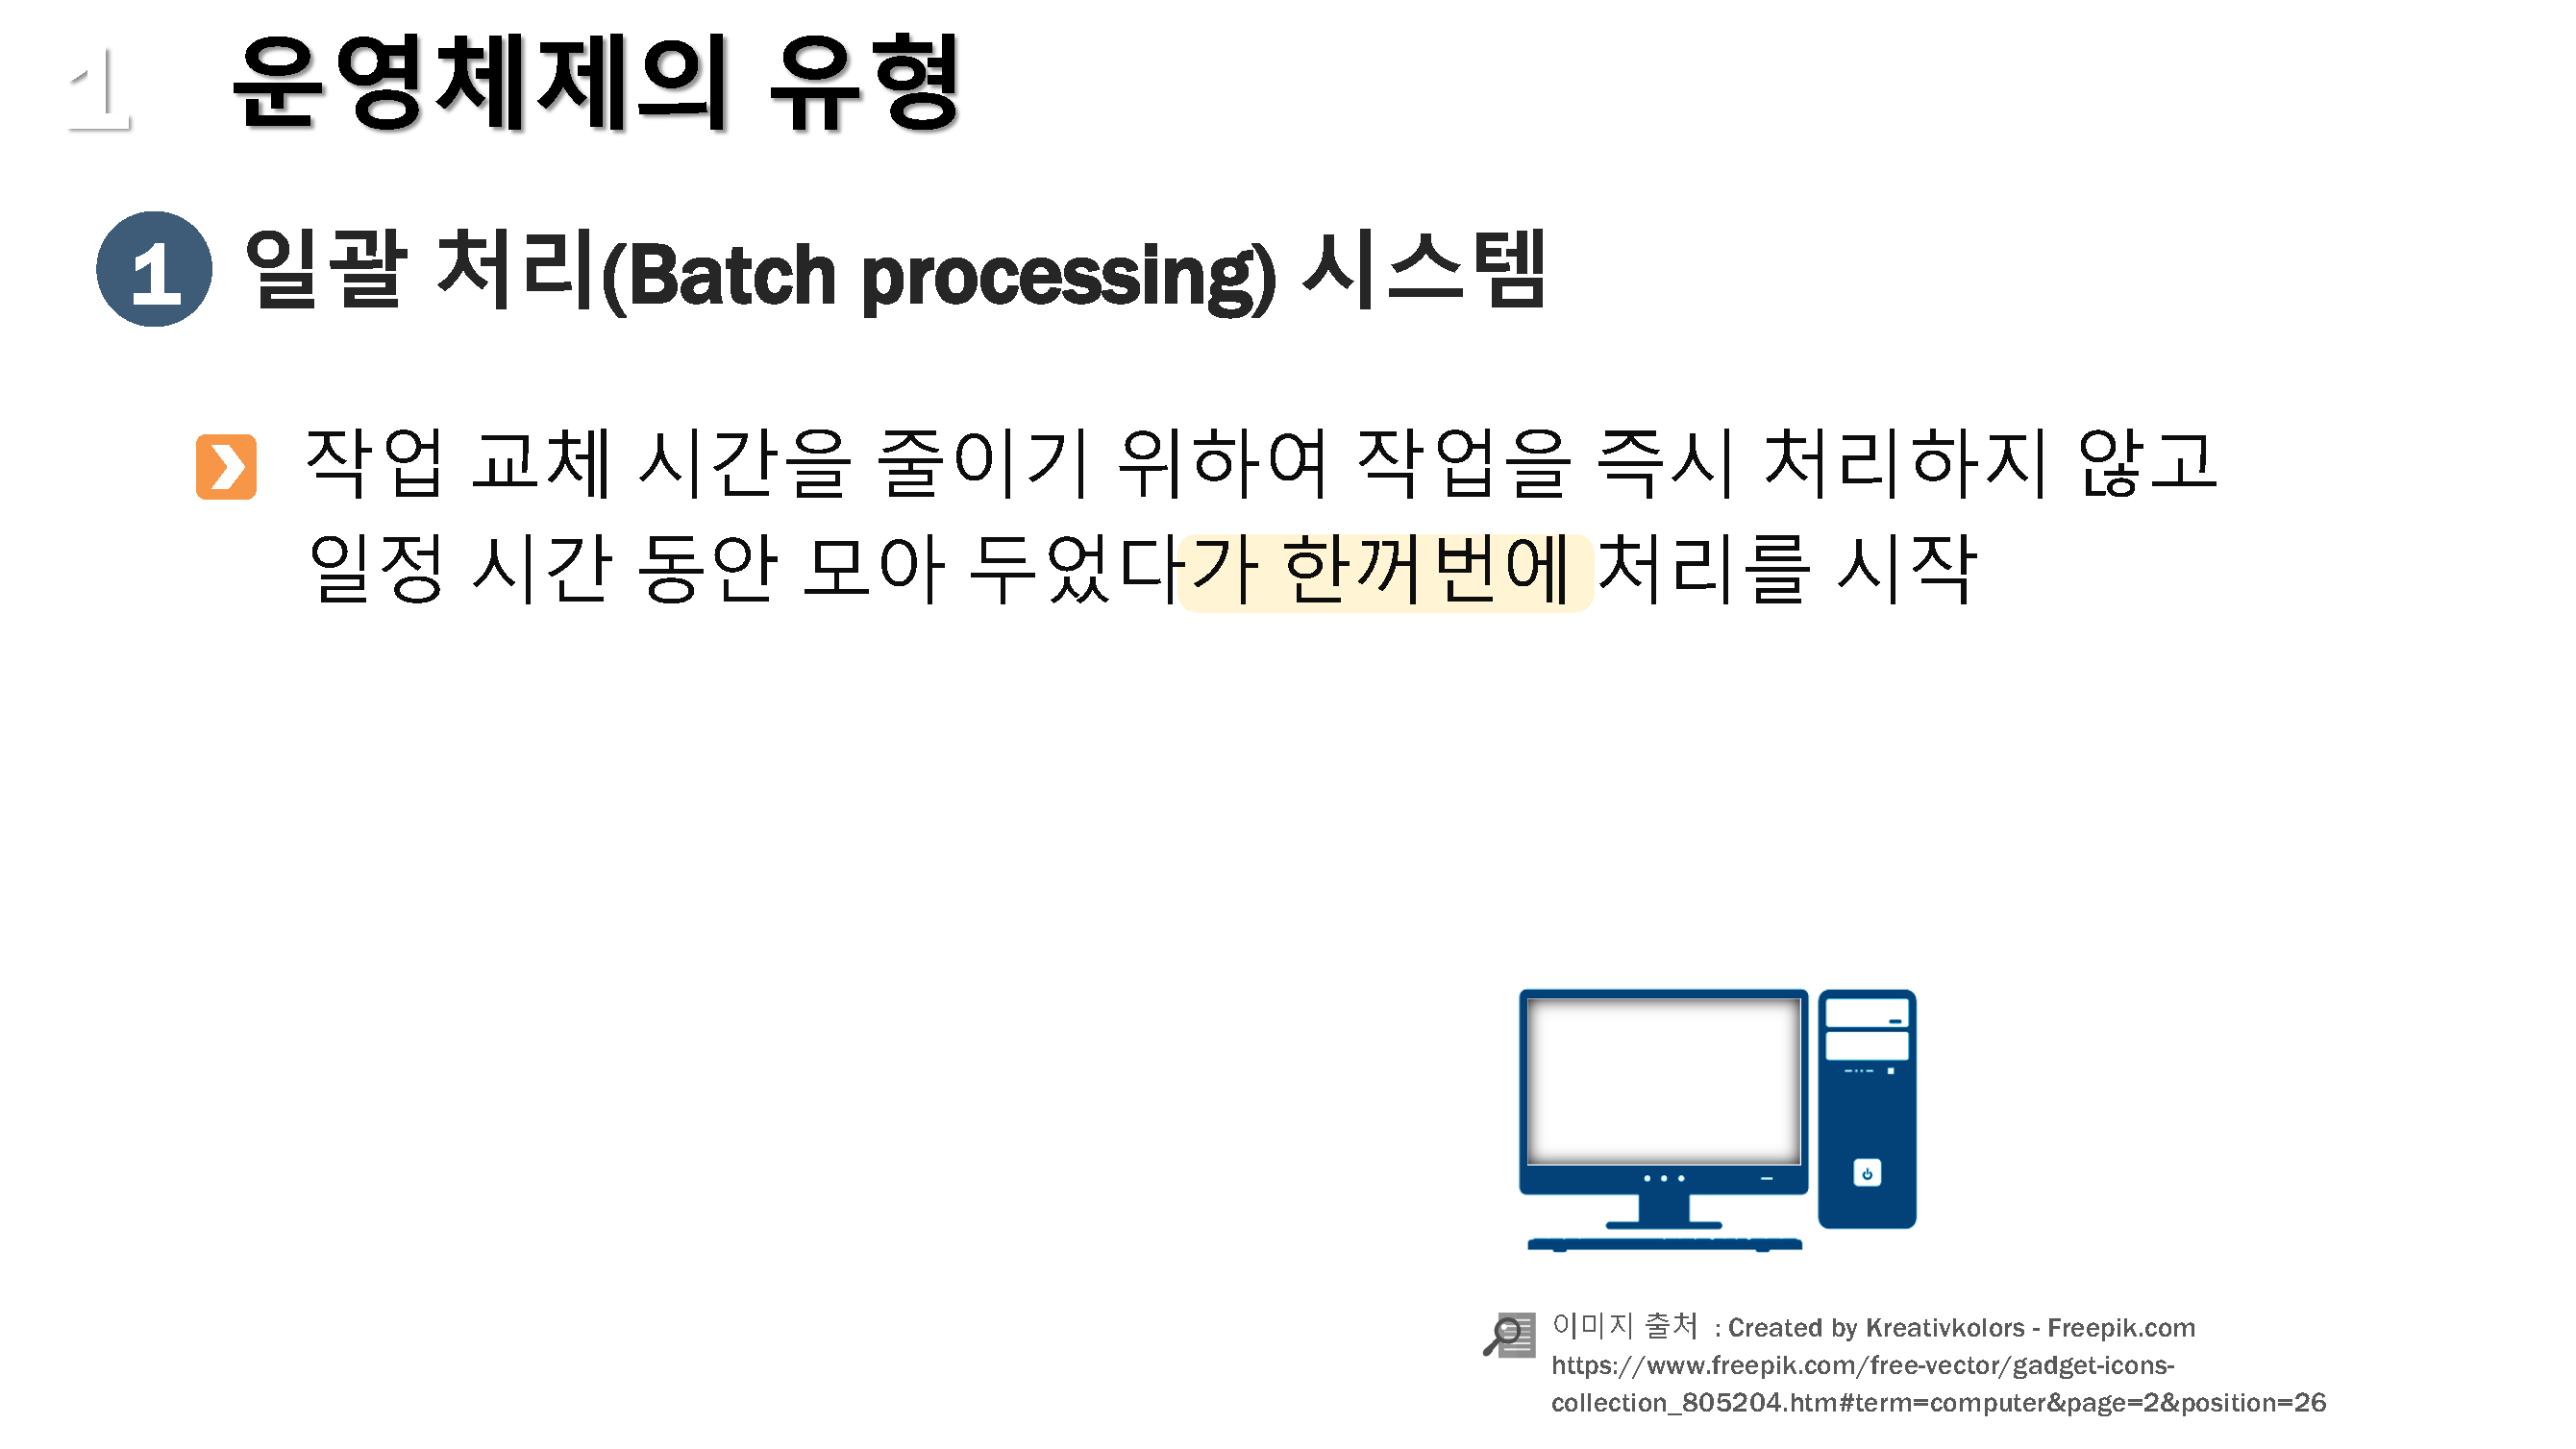 1 운영체제의 유형
1 일괄 처리(Batch processing) 시스템
작업 교체 시간을 줄이기 위하여 작업을 즉시 처리하지 않고
일정 시간 동안 모아 두었다가 한꺼번에 처리를 시작
이미지 출처 : Created by Kreativkolors - Freepik.com
https://www.freepik.com/free-vector/gadget-icons-
collection_805204.htm#term=computer&page=2&position=26